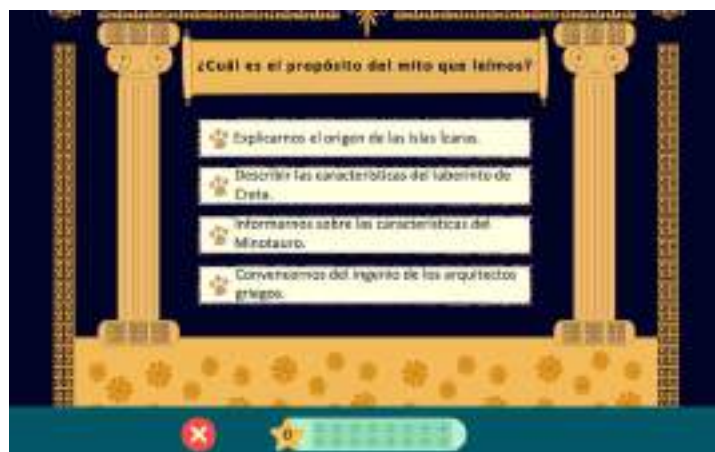 ¿Cuál es el propósito del mito que leímos?
Explicarnos el origen de las Islas Ícaras.
Describir las características del laberinto de
Creta.
Informarnos sobre las características del
Minotauro.
Convencernos del ingenio de los arquitectos
griegos.
0